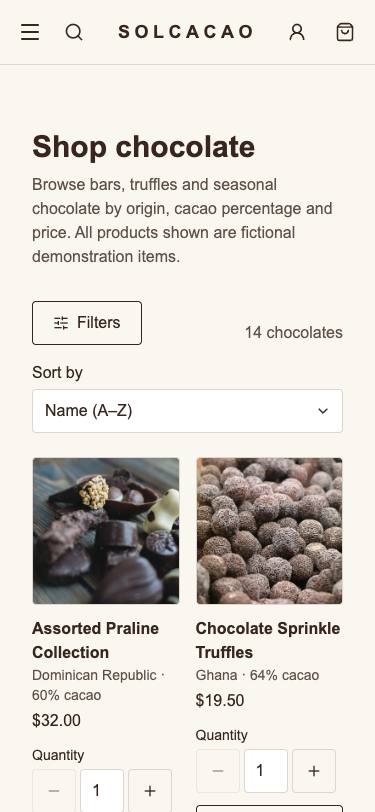 SOLCACAO
Shop chocolate
Browse bars, truffles and seasonal
chocolate by origin, cacao percentage and
price. All products shown are fictional
demonstration items.
Filters
14 chocolates
Sort by
Name (A–Z)
Assorted Praline
Collection
Dominican Republic ·
60% cacao
$32.00
Quantity
− 1 +
Chocolate Sprinkle
Truffles
Ghana · 64% cacao
$19.50
Quantity
− 1 +